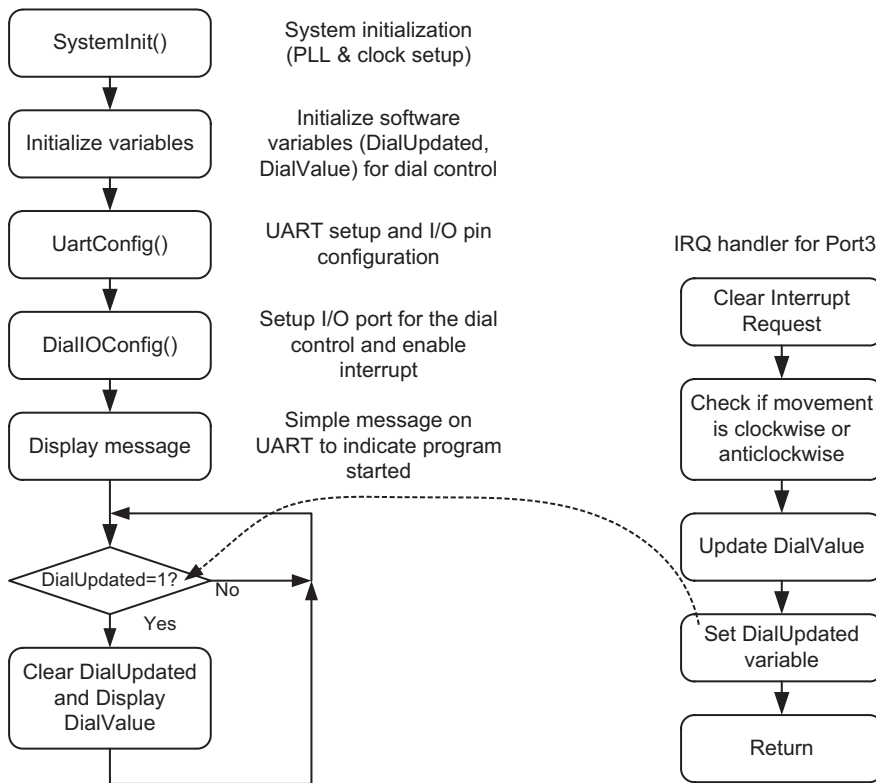 SystemInit()
System initialization
(PLL & clock setup)
Initialize variables
Initialize software
variables (DialUpdated,
DialValue) for dial control
UartConfig()
UART setup and I/O pin
configuration
DialIOConfig()
Setup I/O port for the dial
control and enable
interrupt
Display message
Simple message on
UART to indicate program
started
DialUpdated=1?
No
Yes
Clear DialUpdated
and Display
DialValue
IRQ handler for Port3
Clear Interrupt
Request
Check if movement
is clockwise or
anticlockwise
Update DialValue
Set DialUpdated
variable
Return